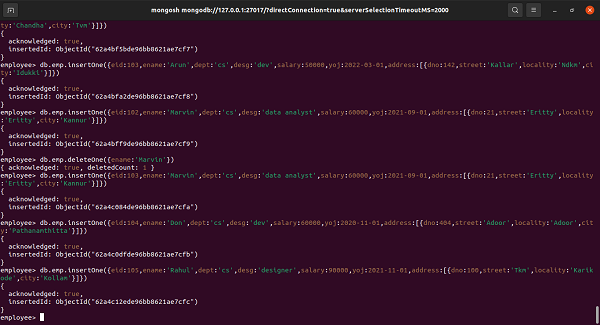 mongosh mongodb://127.0.0.1:27017/?directConnection=true&serverSelectionTimeoutMS=2000
ty:'Chandha',city:'Tvm'}]})
{
acknowledged: true,
insertedId: ObjectId("62a4bf5bde96bb8621ae7cf7")
}
employee> db.emp.insertOne({eid:103,ename:'Arun',dept:'cs',desg:'dev',salary:50000,yoj:2022-03-01,address:[{dno:142,street:'Kallar',locality:'Ndkm',ci
ty:'Idukki'}]})
{
acknowledged: true,
insertedId: ObjectId("62a4bfa2de96bb8621ae7cf8")
}
employee> db.emp.insertOne({eid:102,ename:'Marvin',dept:'cs',desg:'data analyst',salary:60000,yoj:2021-09-01,address:[{dno:21,street:'Eritty',locality
:'Eritty',city:'Kannur'}]})
{
acknowledged: true,
insertedId: ObjectId("62a4bff9de96bb8621ae7cf9")
}
employee> db.emp.deleteOne({ename:'Marvin'})
{ acknowledged: true, deletedCount: 1 }
employee> db.emp.insertOne({eid:103,ename:'Marvin',dept:'cs',desg:'data analyst',salary:60000,yoj:2021-09-01,address:[{dno:21,street:'Eritty',locality
:'Eritty',city:'Kannur'}]})
{
acknowledged: true,
insertedId: ObjectId("62a4c084de96bb8621ae7cfa")
}
employee> db.emp.insertOne({eid:104,ename:'Don',dept:'cs',desg:'dev',salary:60000,yoj:2020-11-01,address:[{dno:404,street:'Adoor',locality:'Adoor',cit
y:'Pathanamthitta'}]})
{
acknowledged: true,
insertedId: ObjectId("62a4c0dfde96bb8621ae7cfb")
}
employee> db.emp.insertOne({eid:105,ename:'Rahul',dept:'cs',desg:'designer',salary:90000,yoj:2021-11-01,address:[{dno:100,street:'Tkm',locality:'Karik
ode',city:'Kollam'}]})
{
acknowledged: true,
insertedId: ObjectId("62a4c12ede96bb8621ae7cfc")
}
employee>